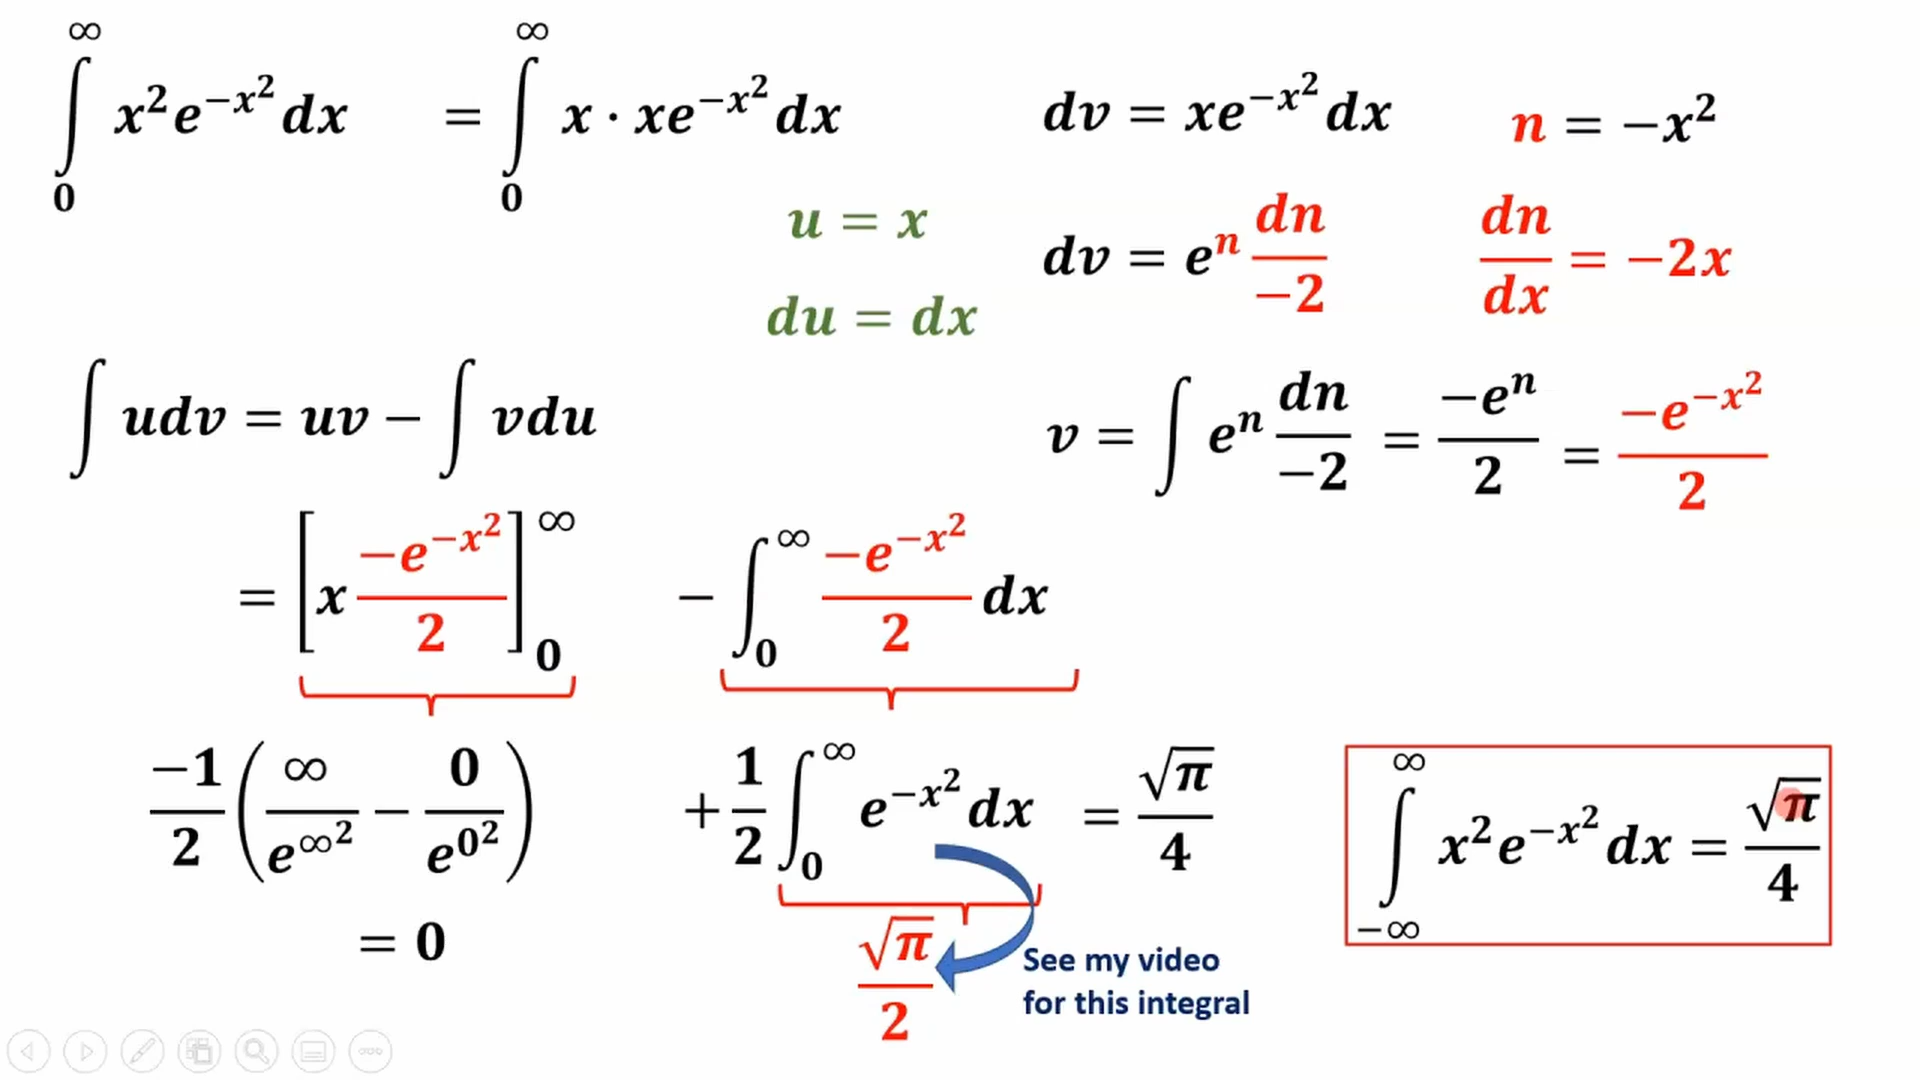 ∫₀^∞ x²e^{−x²}dx = ∫₀^∞ x · xe^{−x²}dx
u = x
du = dx
dv = xe^{−x²}dx
n = −x²
dv = eⁿ dn/−2
dn/dx = −2x
v = ∫ eⁿ dn/−2 = −eⁿ/2 = −e^{−x²}/2
∫ udv = uv − ∫ vdu
= [x −e^{−x²}/2]₀^∞ − ∫₀^∞ −e^{−x²}/2 dx
−1/2 (∞/e^{∞²} − 0/e^{0²}) + 1/2 ∫₀^∞ e^{−x²}dx = √π/4
= 0
√π/2
See my video
for this integral
∫_{−∞}^∞ x²e^{−x²}dx = √π/4